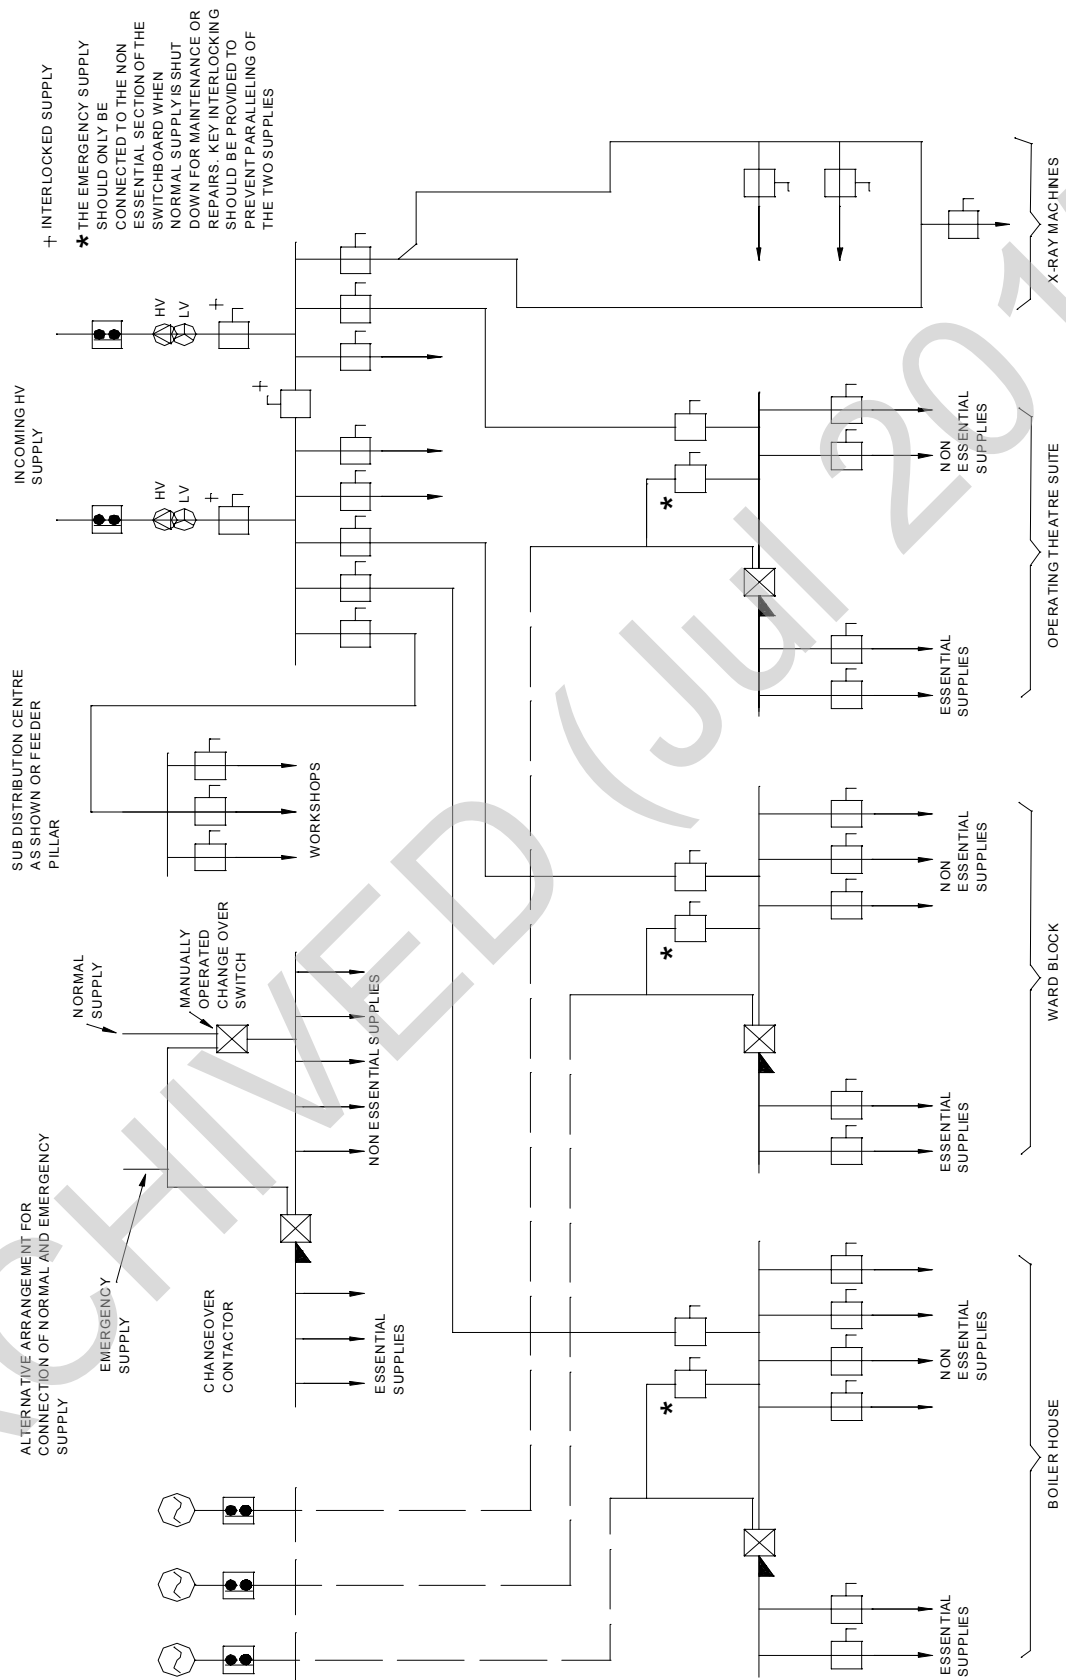 ALTERNATIVE ARRANGEMENT FOR
CONNECTION OF NORMAL AND EMERGENCY
SUPPLY
EMERGENCY
SUPPLY
NORMAL
SUPPLY
MANUALLY
OPERATED
CHANGE OVER
SWITCH
CHANGEOVER
CONTACTOR
ESSENTIAL
SUPPLIES
NON ESSENTIAL SUPPLIES
SUB DISTRIBUTION CENTRE
AS SHOWN OR FEEDER
PILLAR
WORKSHOPS
INCOMING HV
SUPPLY
HV
LV
+
HV
LV
+
+
+ INTERLOCKED SUPPLY
* THE EMERGENCY SUPPLY
SHOULD ONLY BE
CONNECTED TO THE NON
ESSENTIAL SECTION OF THE
SWITCHBOARD WHEN
NORMAL SUPPLY IS SHUT
DOWN FOR MAINTENANCE OR
REPAIRS. KEY INTERLOCKING
SHOULD BE PROVIDED TO
PREVENT PARALLELING OF
THE TWO SUPPLIES
*
*
*
ESSENTIAL
SUPPLIES
NON
ESSENTIAL
SUPPLIES
BOILER HOUSE
ESSENTIAL
SUPPLIES
NON
ESSENTIAL
SUPPLIES
WARD BLOCK
ESSENTIAL
SUPPLIES
NON
ESSENTIAL
SUPPLIES
OPERATING THEATRE SUITE
X-RAY MACHINES
CHIVED (Jul 201